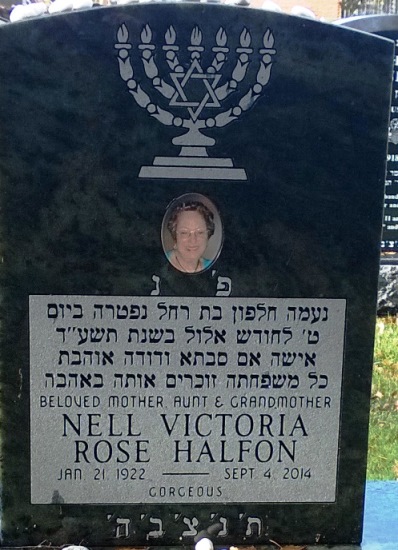 פ נ
נעמה חלפון בת רחל נפטרה ביום
ט' לחודש אלול בשנת תשע"ד
אישה אם סבתא ודודה אוהבת
כל משפחתה זוכרים אותה באהבה
BELOVED MOTHER AUNT & GRANDMOTHER
NELL VICTORIA
ROSE HALFON
JAN 21 1922 — SEPT 4 2014
GORGEOUS
ת'נ'צ'ב'ה'